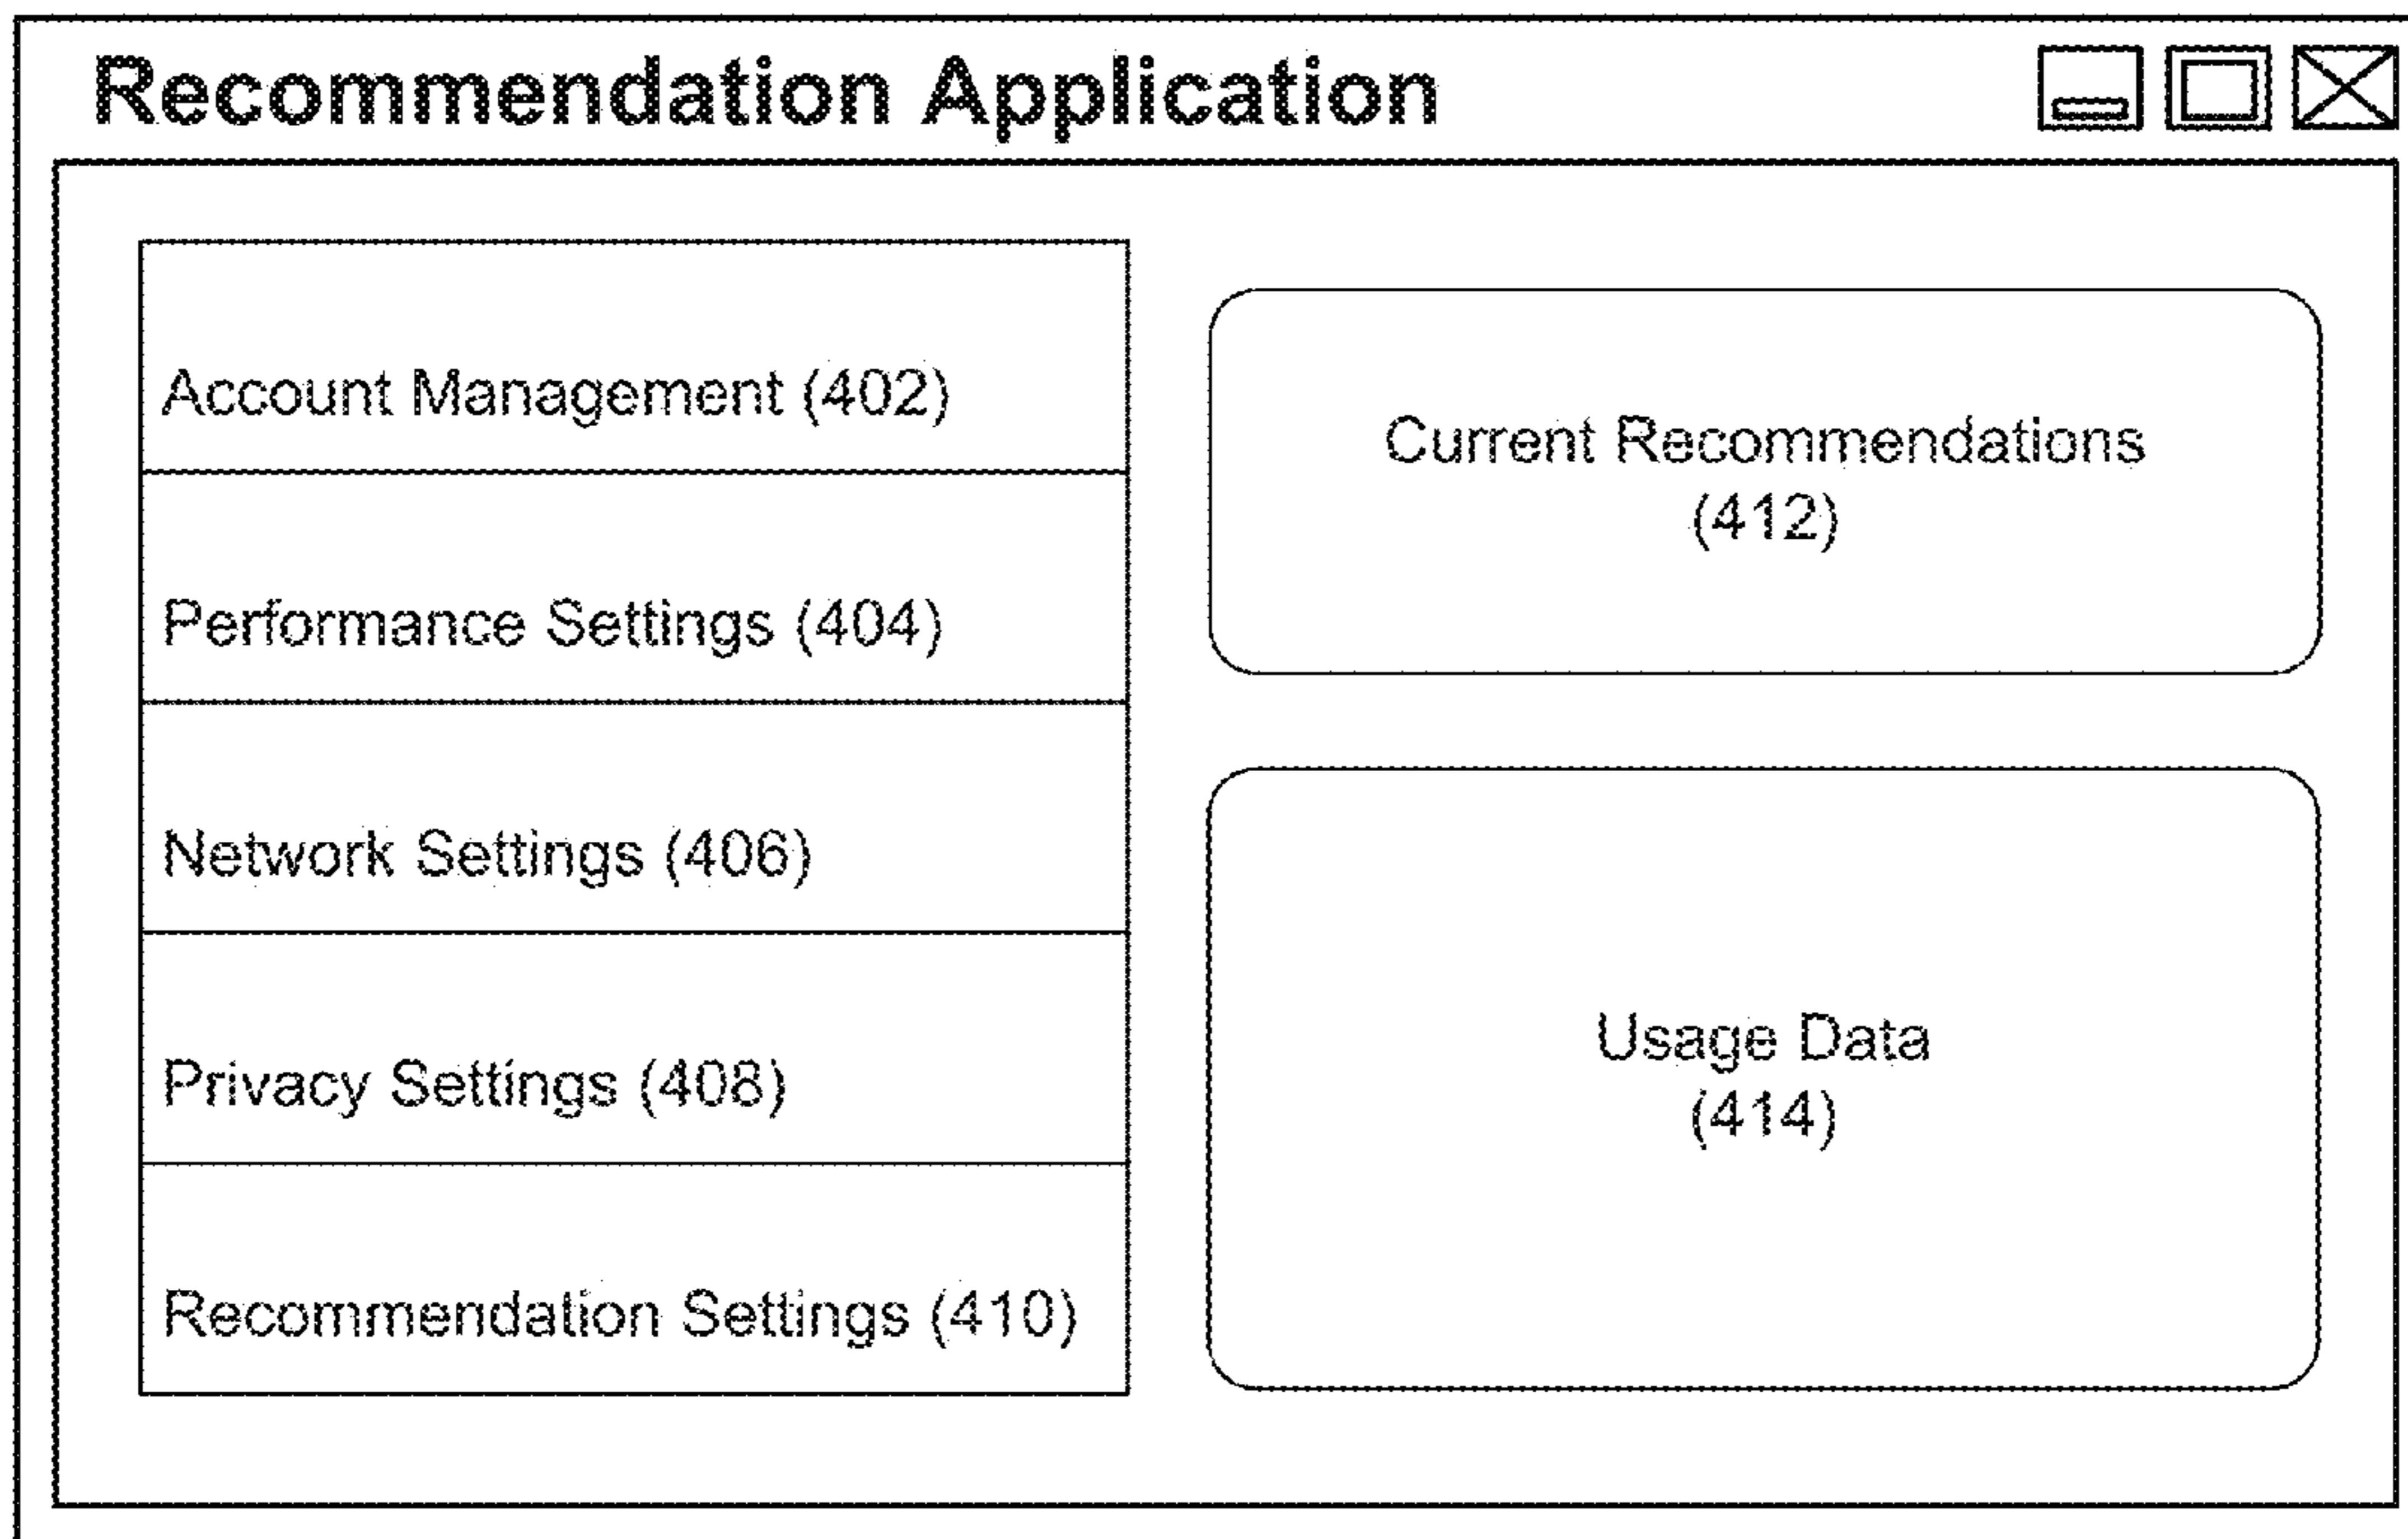 Recommendation Application
Account Management (402)
Performance Settings (404)
Network Settings (406)
Privacy Settings (408)
Recommendation Settings (410)
Current Recommendations
(412)
Usage Data
(414)